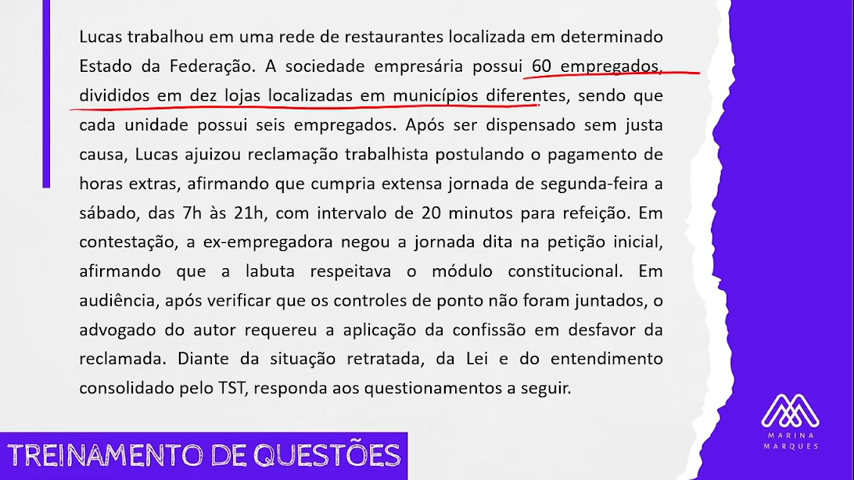 Lucas trabalhou em uma rede de restaurantes localizada em determinado
Estado da Federação. A sociedade empresária possui 60 empregados,
divididos em dez lojas localizadas em municípios diferentes, sendo que
cada unidade possui seis empregados. Após ser dispensado sem justa
causa, Lucas ajuizou reclamação trabalhista postulando o pagamento de
horas extras, afirmando que cumpria extensa jornada de segunda-feira a
sábado, das 7h às 21h, com intervalo de 20 minutos para refeição. Em
contestação, a ex-empregadora negou a jornada dita na petição inicial,
afirmando que a labuta respeitava o módulo constitucional. Em
audiência, após verificar que os controles de ponto não foram juntados, o
advogado do autor requereu a aplicação da confissão em desfavor da
reclamada. Diante da situação retratada, da Lei e do entendimento
consolidado pelo TST, responda aos questionamentos a seguir.
MARINA
MARQUES
TREINAMENTO DE QUESTÕES